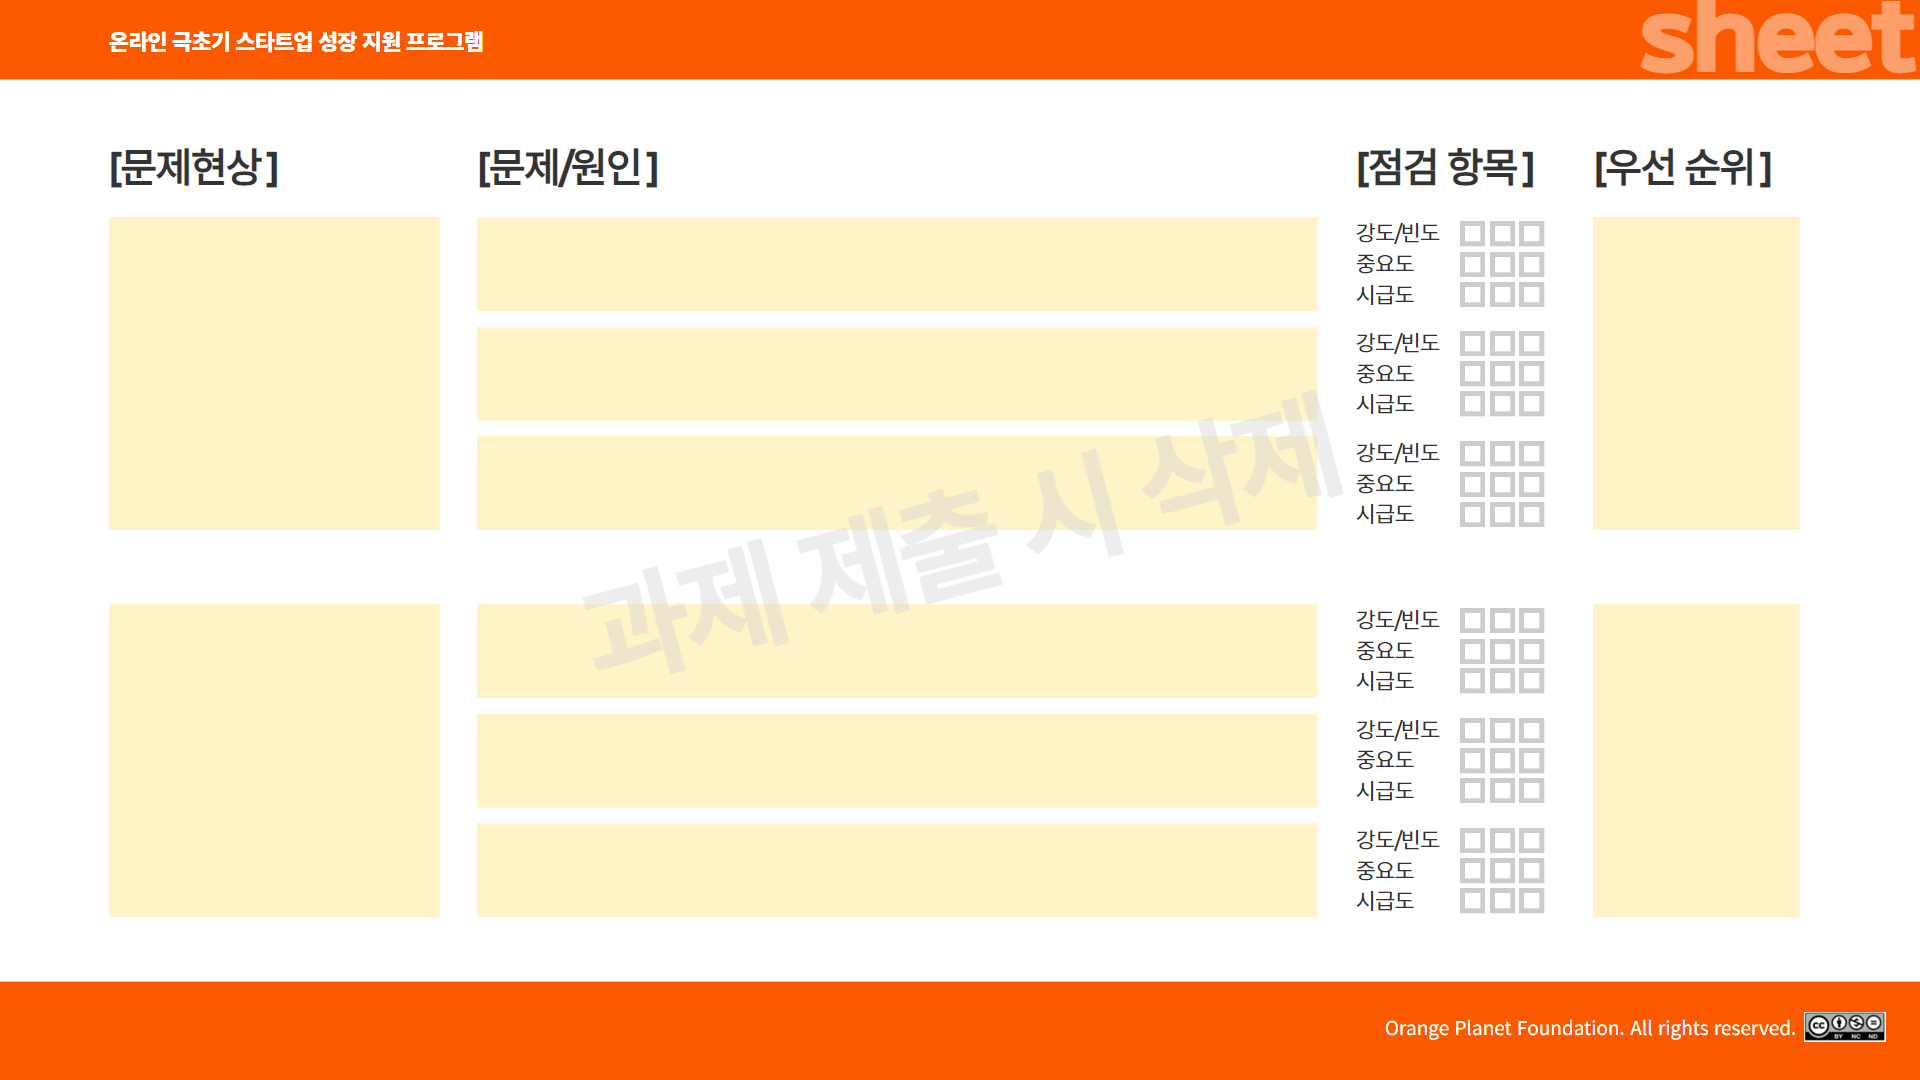 온라인 극초기 스타트업 성장 지원 프로그램
sheet
[문제현상]
[문제/원인]
[점검 항목]
[우선 순위]
강도/빈도
중요도
시급도
강도/빈도
중요도
시급도
강도/빈도
중요도
시급도
과제 제출 시 삭제
강도/빈도
중요도
시급도
강도/빈도
중요도
시급도
강도/빈도
중요도
시급도
Orange Planet Foundation. All rights reserved.
cc BY NC ND